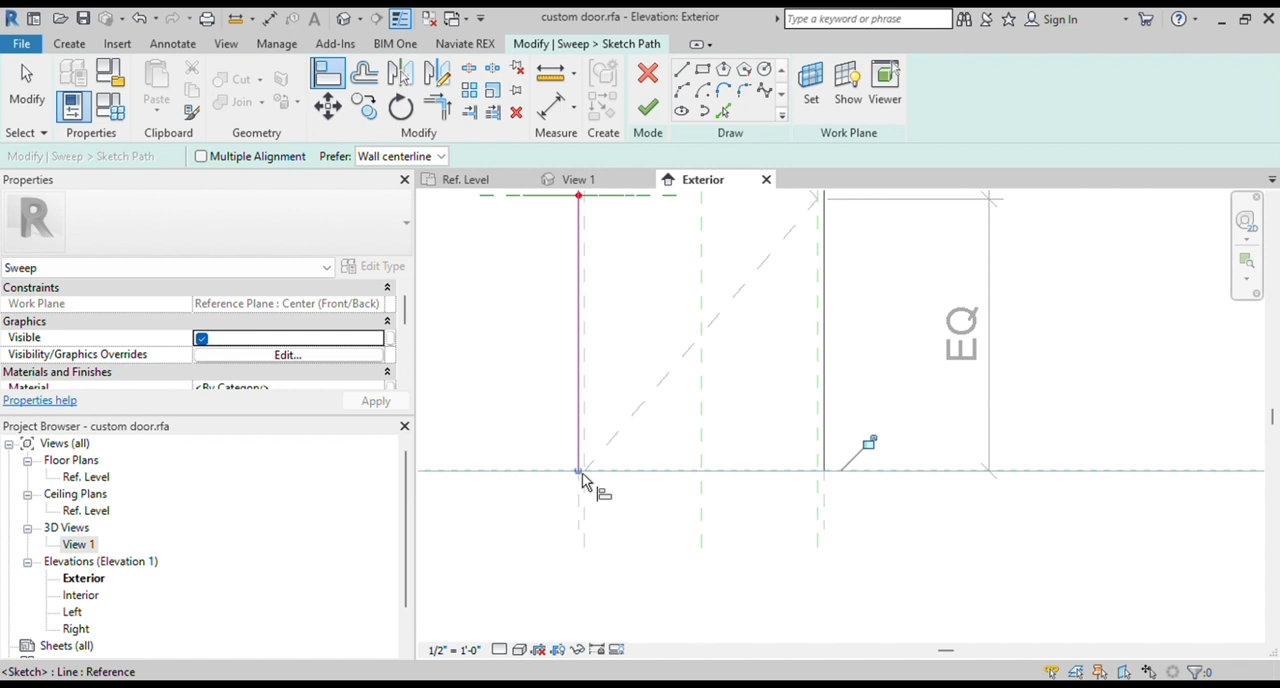 custom door.rfa - Elevation: Exterior
Type a keyword or phrase
Sign In
File Create Insert Annotate View Manage Add-Ins BIM One Naviate REX Modify | Sweep > Sketch Path
Modify
Paste
Cut
Join
Set Show Viewer
Select Properties Clipboard Geometry Modify Measure Create Mode Draw Work Plane
Modify | Sweep > Sketch Path
Multiple Alignment Prefer: Wall centerline
Properties
Ref. Level View 1 Exterior
Sweep
Edit Type
Constraints
Work Plane Reference Plane : Center (Front/Back)
Graphics
Visible
Visibility/Graphics Overrides Edit...
Materials and Finishes
Material <By Category>
Properties help Apply
EQ
2D
Project Browser - custom door.rfa
Views (all)
Floor Plans
Ref. Level
Ceiling Plans
Ref. Level
3D Views
View 1
Elevations (Elevation 1)
Exterior
Interior
Left
Right
Sheets (all)
1/2" = 1'-0"
<Sketch> : Line : Reference
:0